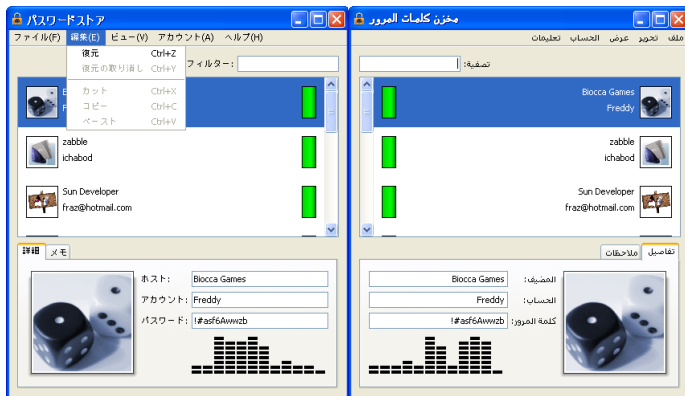 パスワードストア
ファイル(F) 編集(E) ビュー(V) アカウント(A) ヘルプ(H)
復元 Ctrl+Z
復元の取り消し Ctrl+Y
カット Ctrl+X
コピー Ctrl+C
ペースト Ctrl+V
フィルター:
zabble
ichabod
Sun Developer
fraz@hotmail.com
詳細 メモ
ホスト: Biocca Games
アカウント: Freddy
パスワード: !#asf6Awwzb
مخزن كلمات المرور
ملف تحرير عرض الحساب تعليمات
تصفية:
Biocca Games
Freddy
zabble
ichabod
Sun Developer
fraz@hotmail.com
تفاصيل ملاحظات
المضيف: Biocca Games
الحساب: Freddy
كلمة المرور: !#asf6Awwzb